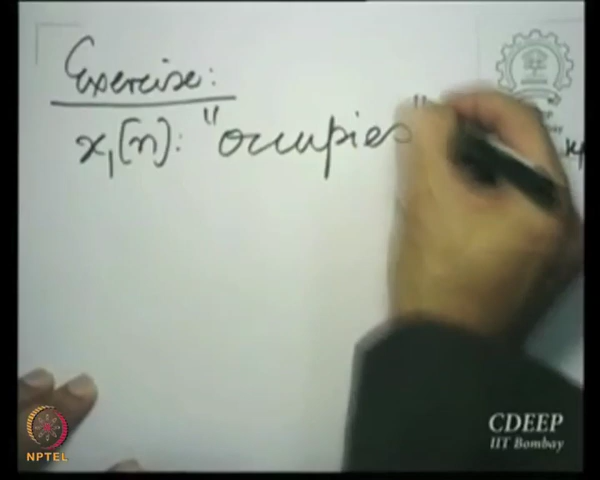 Exercise:
x₁[n]: "occupies"
CDEEP
IIT Bombay
NPTEL